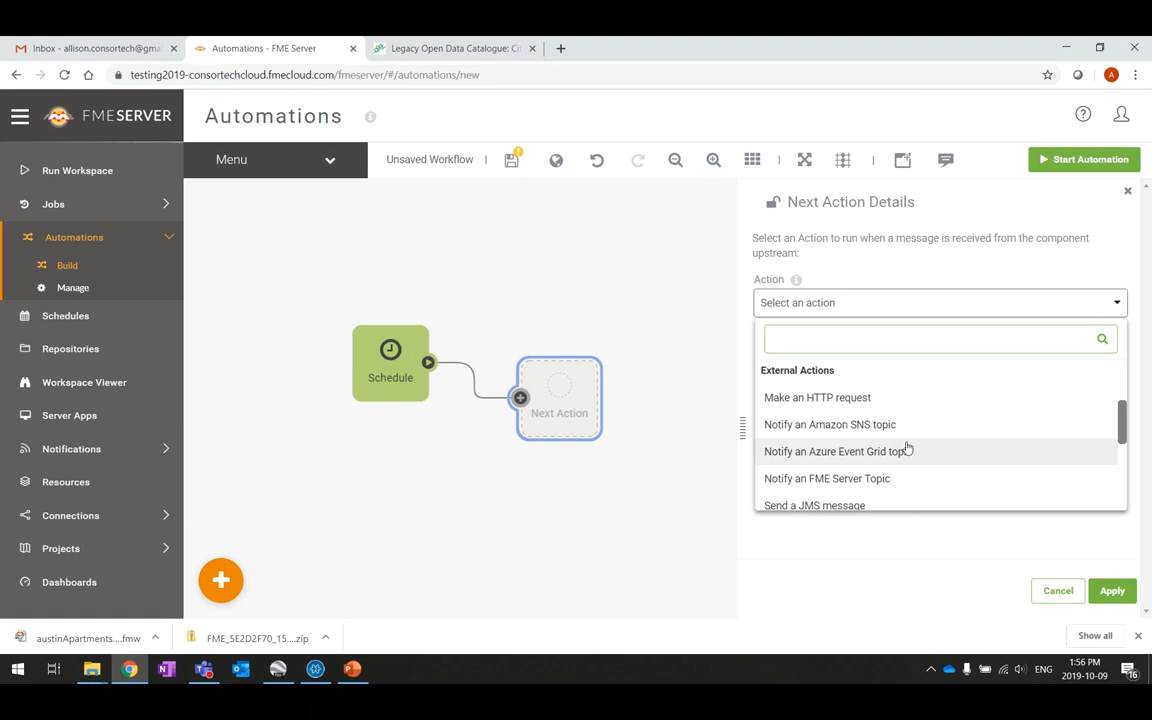 Inbox - allison.consortech@gma
Automations - FME Server
Legacy Open Data Catalogue: Ci
testing2019-consortechcloud.fmecloud.com/fmeserver/#/automations/new
A
FMESERVER
Automations
Menu
Unsaved Workflow
Start Automation
Run Workspace
Jobs
Automations
Build
Manage
Schedules
Repositories
Workspace Viewer
Server Apps
Notifications
Resources
Connections
Projects
Dashboards
Schedule
Next Action
Next Action Details
Select an Action to run when a message is received from the component
upstream:
Action
Select an action
External Actions
Make an HTTP request
Notify an Amazon SNS topic
Notify an Azure Event Grid topic
Notify an FME Server Topic
Send a JMS message
Cancel
Apply
austinApartments....fmw
FME_5E2D2F70_15....zip
Show all
ENG
1:56 PM
2019-10-09
16